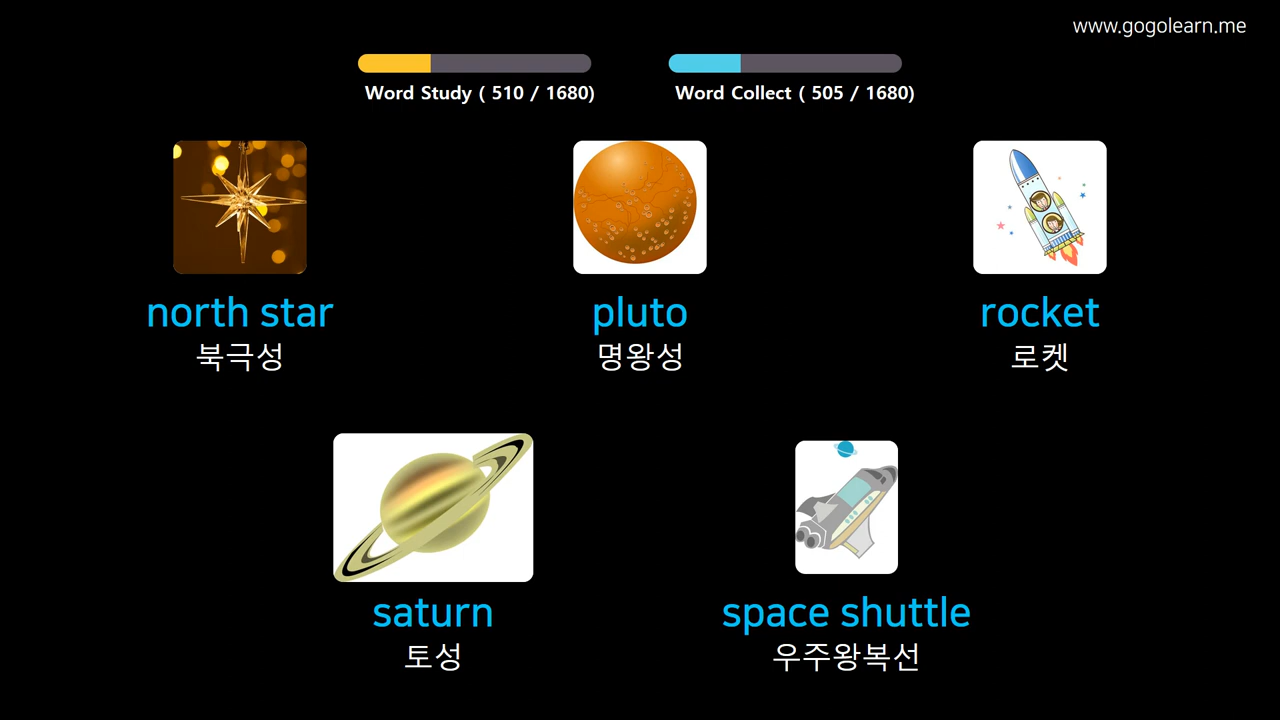 www.gogolearn.me
Word Study ( 510 / 1680)
Word Collect ( 505 / 1680)
north star
북극성
pluto
명왕성
rocket
로켓
saturn
토성
space shuttle
우주왕복선